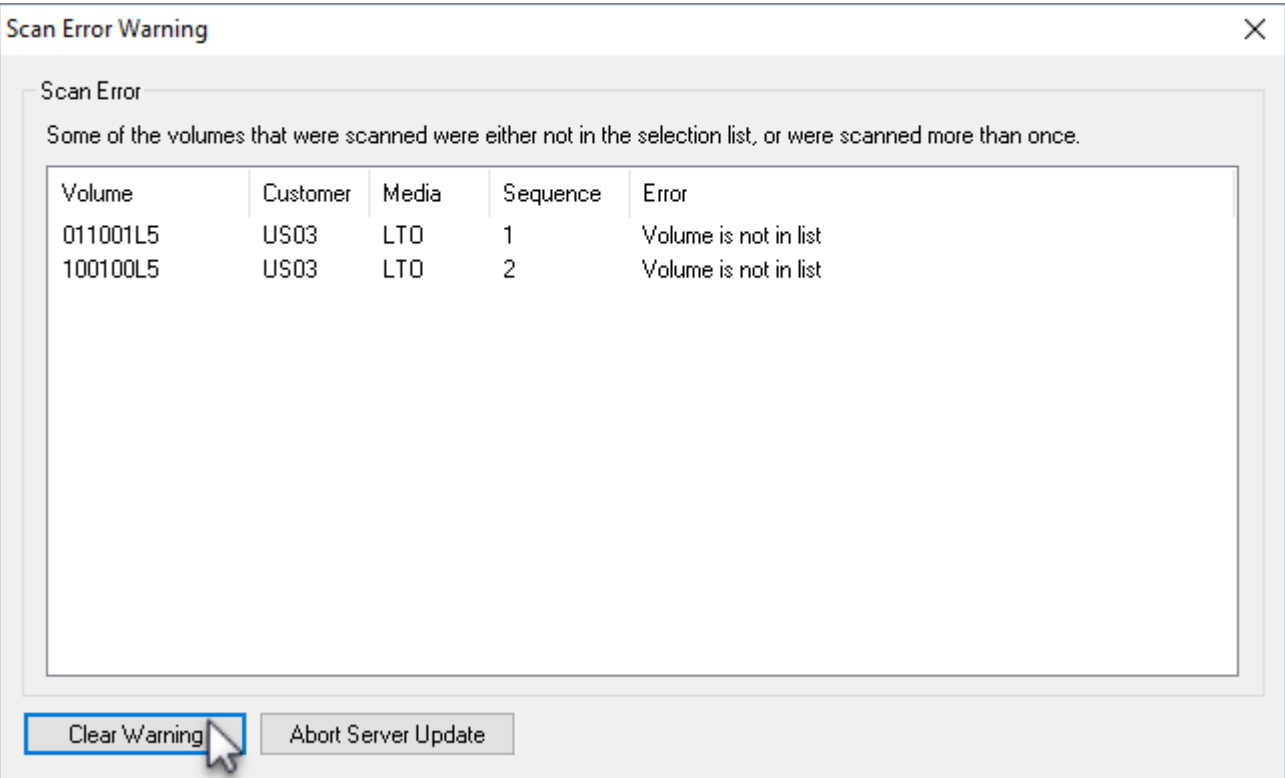 Scan Error Warning
Scan Error
Some of the volumes that were scanned were either not in the selection list, or were scanned more than once.
Volume Customer Media Sequence Error
011001L5 US03 LTO 1 Volume is not in list
100100L5 US03 LTO 2 Volume is not in list
Clear Warning Abort Server Update